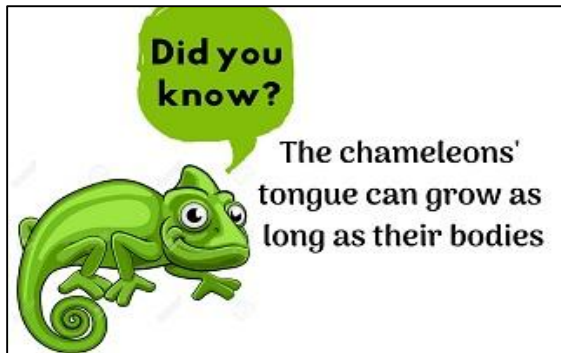 Did you
know?
The chameleons'
tongue can grow as
long as their bodies